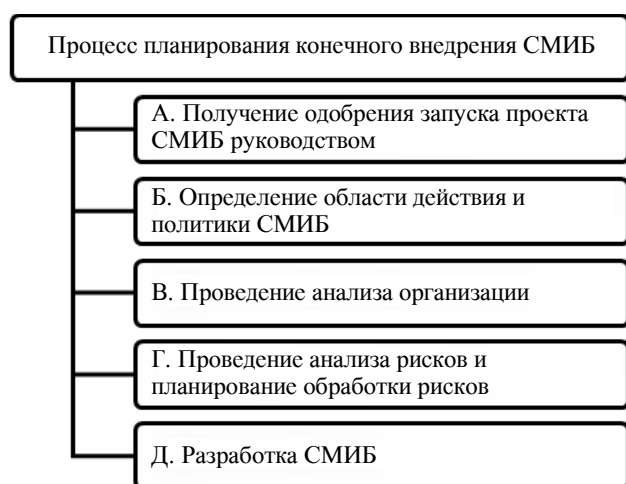 Процесс планирования конечного внедрения СМИБ
А. Получение одобрения запуска проекта
СМИБ руководством
Б. Определение области действия и
политики СМИБ
В. Проведение анализа организации
Г. Проведение анализа рисков и
планирование обработки рисков
Д. Разработка СМИБ